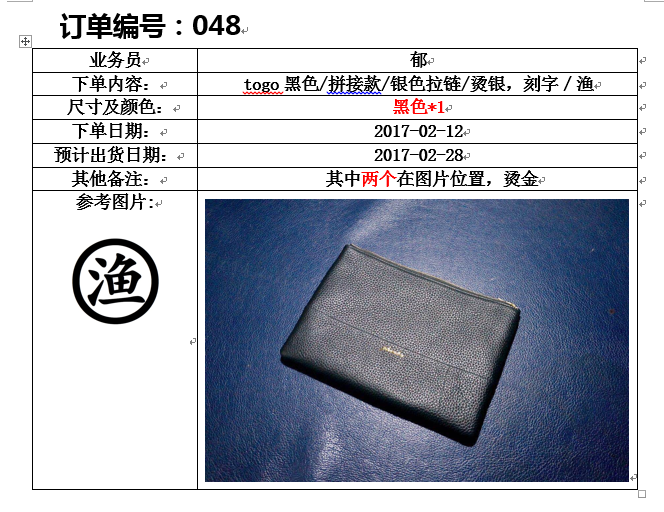 订单编号：048
业务员
郁
下单内容：
togo 黑色/拼接款/银色拉链/烫银，刻字 / 渔
尺寸及颜色：
黑色*1
下单日期：
2017-02-12
预计出货日期：
2017-02-28
其他备注：
其中两个在图片位置，烫金
参考图片:
渔